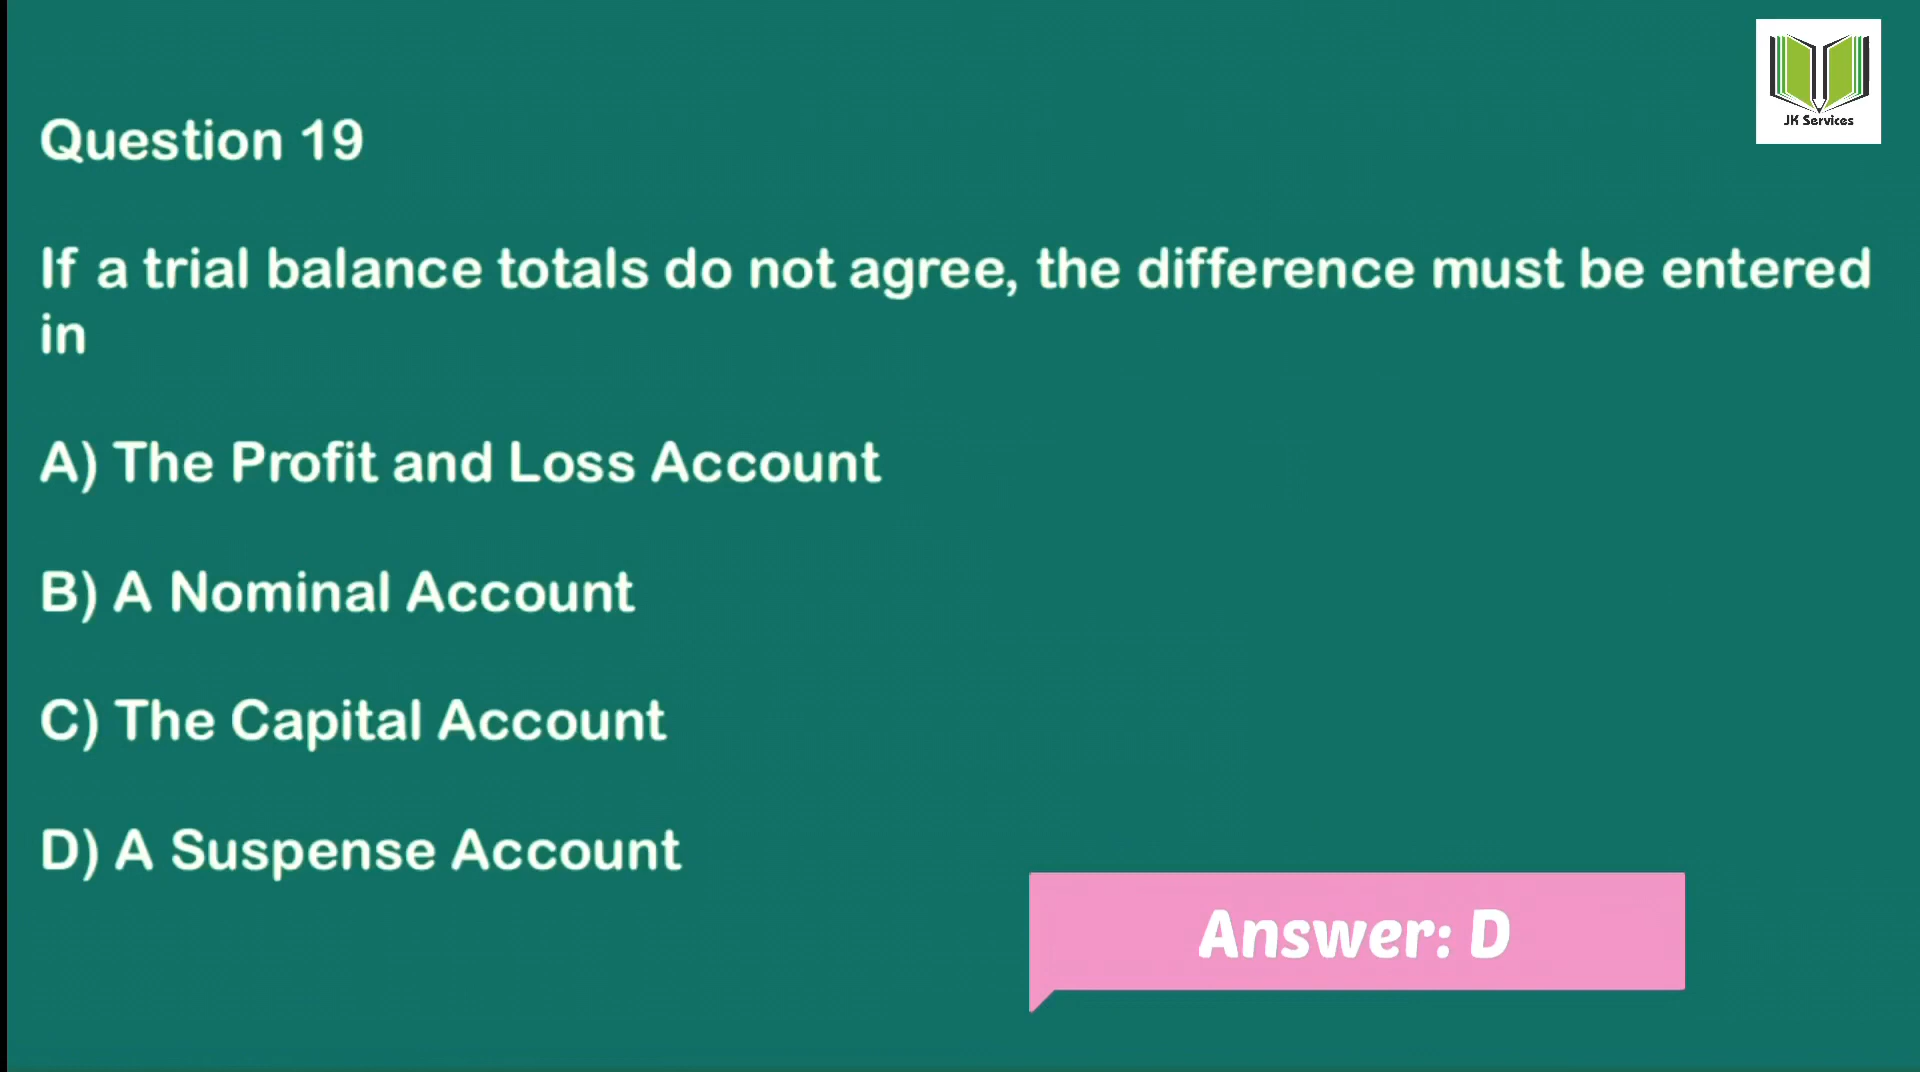 JK Services
Question 19
If a trial balance totals do not agree, the difference must be entered
in
A) The Profit and Loss Account
B) A Nominal Account
C) The Capital Account
D) A Suspense Account
Answer: D